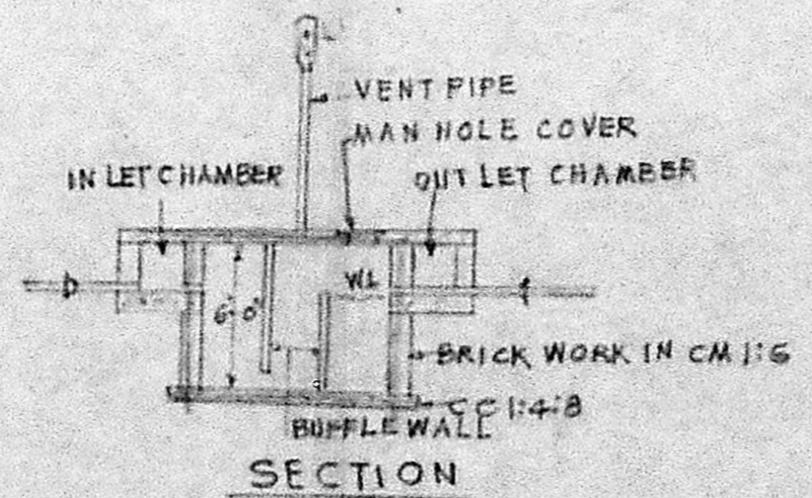 VENT PIPE
MAN HOLE COVER
IN LET CHAMBER
OUT LET CHAMBER
WL
6'-0"
BRICK WORK IN CM 1:6
CC 1:4:8
BUFFLE WALL
SECTION